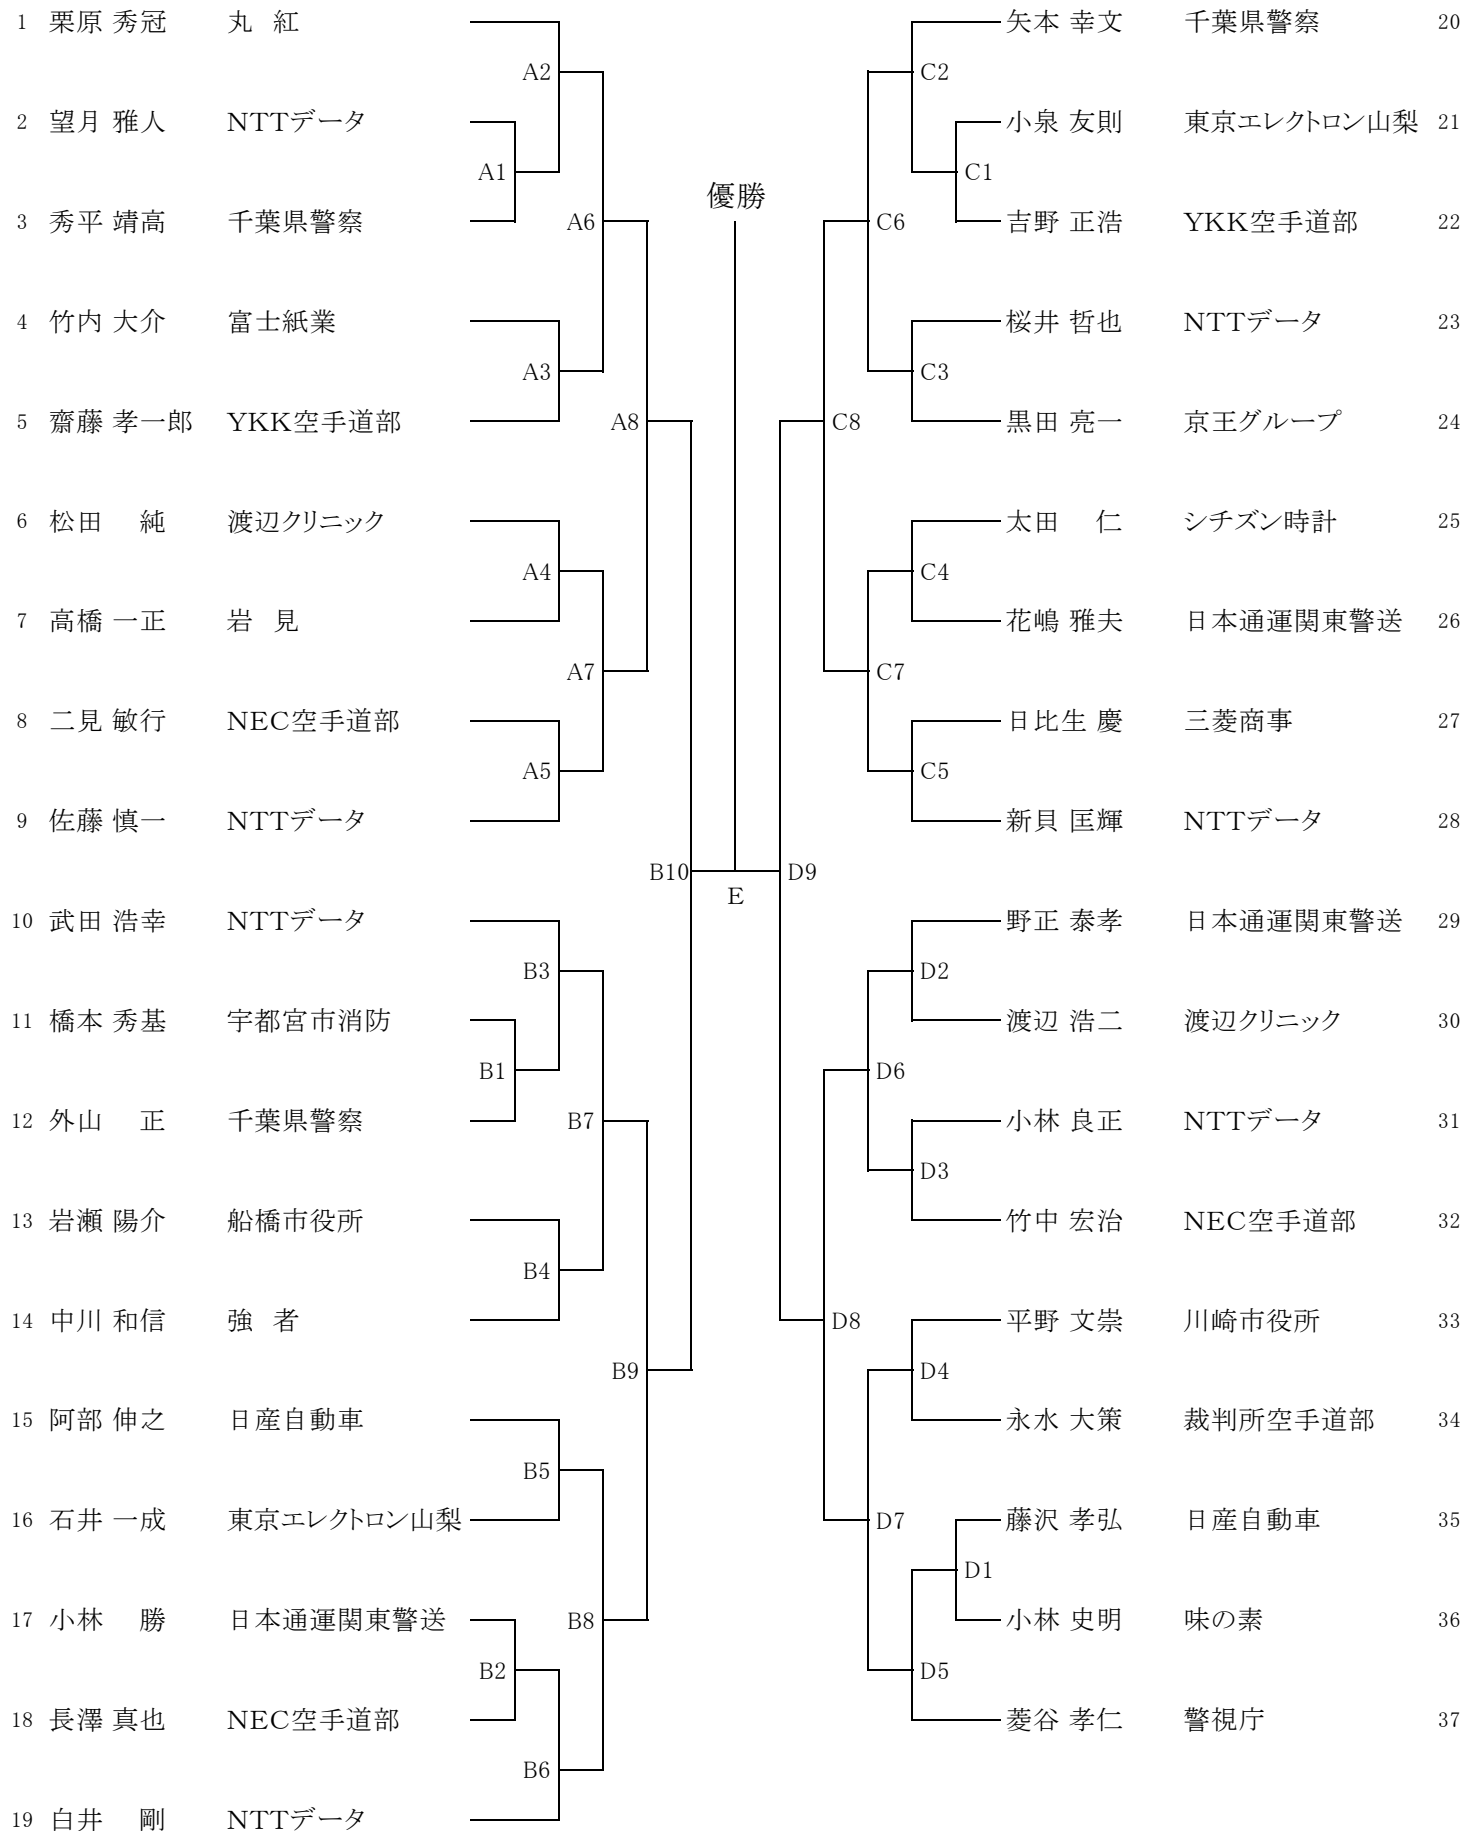 1 栗原 秀冠 丸 紅
A2
2 望月 雅人 NTTデータ
A1
3 秀平 靖高 千葉県警察
A6
4 竹内 大介 富士紙業
A3
5 齋藤 孝一郎 YKK空手道部
A8
6 松田 純 渡辺クリニック
A4
7 高橋 一正 岩 見
A7
8 二見 敏行 NEC空手道部
A5
9 佐藤 慎一 NTTデータ
B10
10 武田 浩幸 NTTデータ
B3
11 橋本 秀基 宇都宮市消防
B1
12 外山 正 千葉県警察
B7
13 岩瀬 陽介 船橋市役所
B4
14 中川 和信 強 者
B9
15 阿部 伸之 日産自動車
B5
16 石井 一成 東京エレクトロン山梨
17 小林 勝 日本通運関東警送
B8
B2
18 長澤 真也 NEC空手道部
B6
19 白井 剛 NTTデータ
優勝
E
矢本 幸文 千葉県警察 20
C2
小泉 友則 東京エレクトロン山梨 21
C1
吉野 正浩 YKK空手道部 22
C6
桜井 哲也 NTTデータ 23
C3
黒田 亮一 京王グループ 24
C8
太田 仁 シチズン時計 25
C4
花嶋 雅夫 日本通運関東警送 26
C7
日比生 慶 三菱商事 27
C5
新貝 匡輝 NTTデータ 28
D9
野正 泰孝 日本通運関東警送 29
D2
渡辺 浩二 渡辺クリニック 30
D6
小林 良正 NTTデータ 31
D3
竹中 宏治 NEC空手道部 32
平野 文崇 川崎市役所 33
D8
D4
永水 大策 裁判所空手道部 34
藤沢 孝弘 日産自動車 35
D7
D1
小林 史明 味の素 36
D5
菱谷 孝仁 警視庁 37